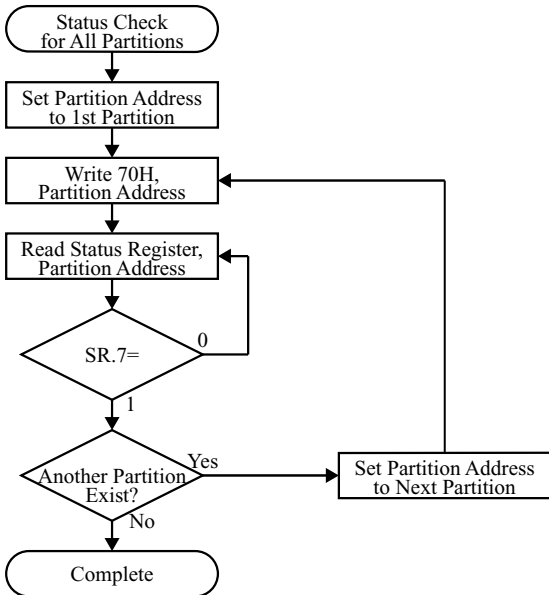 Status Check
for All Partitions
Set Partition Address
to 1st Partition
Write 70H,
Partition Address
Read Status Register,
Partition Address
SR.7=
0
1
Another Partition
Exist?
Yes
Set Partition Address
to Next Partition
No
Complete